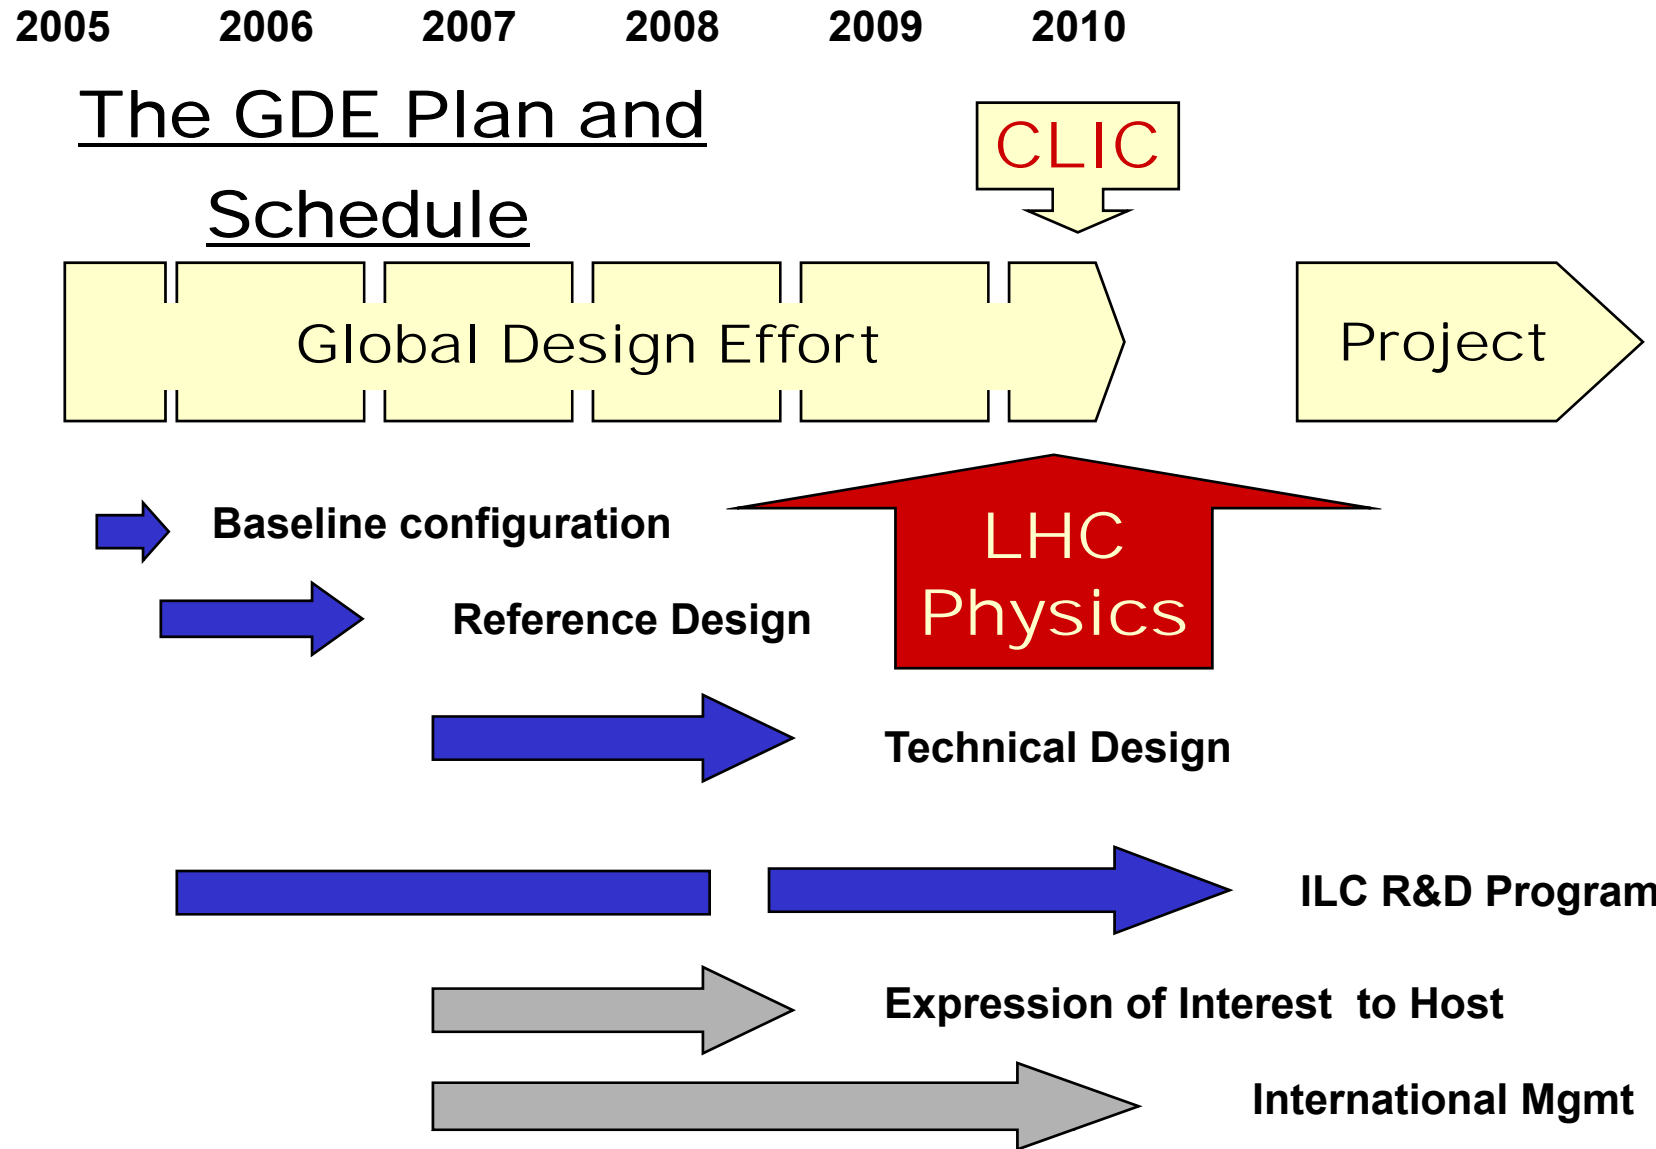 2005 2006 2007 2008 2009 2010
The GDE Plan and
Schedule
CLIC
Global Design Effort
Project
Baseline configuration
LHC
Physics
Reference Design
Technical Design
ILC R&D Program
Expression of Interest to Host
International Mgmt